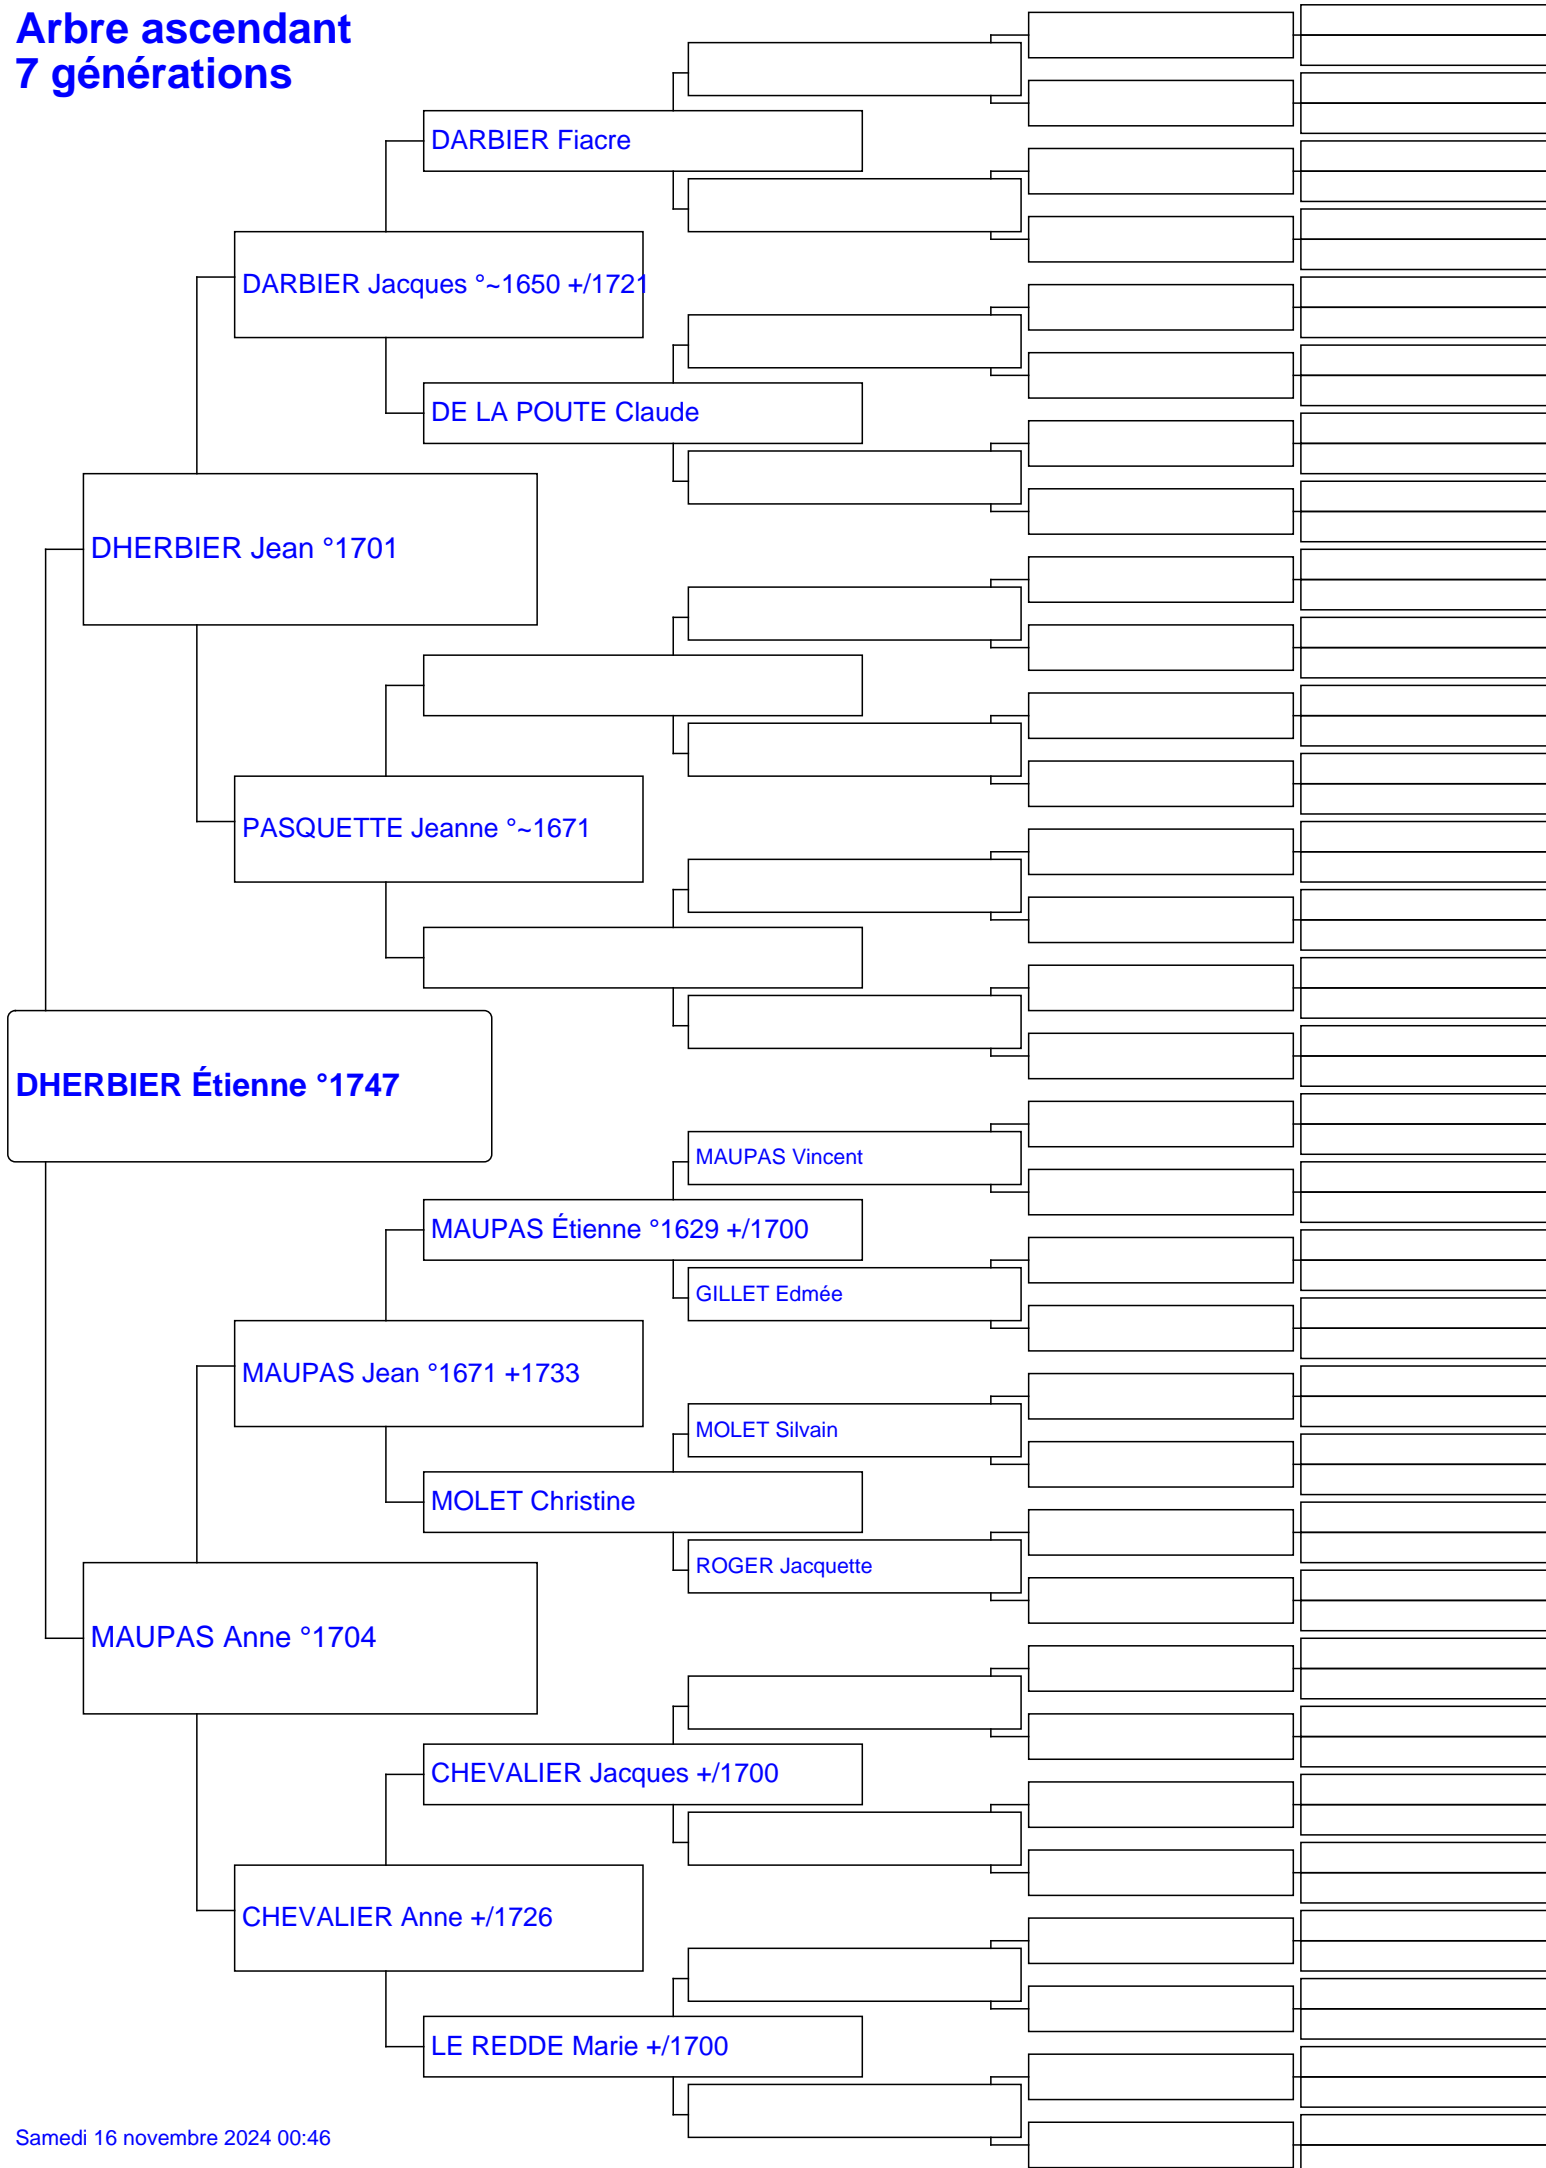 Arbre ascendant
7 générations
DARBIER Fiacre
DARBIER Jacques °~1650 +/1721
DE LA POUTE Claude
DHERBIER Jean °1701
PASQUETTE Jeanne °~1671
DHERBIER Étienne °1747
MAUPAS Vincent
MAUPAS Étienne °1629 +/1700
GILLET Edmée
MAUPAS Jean °1671 +1733
MOLET Silvain
MOLET Christine
ROGER Jacquette
MAUPAS Anne °1704
CHEVALIER Jacques +/1700
CHEVALIER Anne +/1726
LE REDDE Marie +/1700
Samedi 16 novembre 2024 00:46